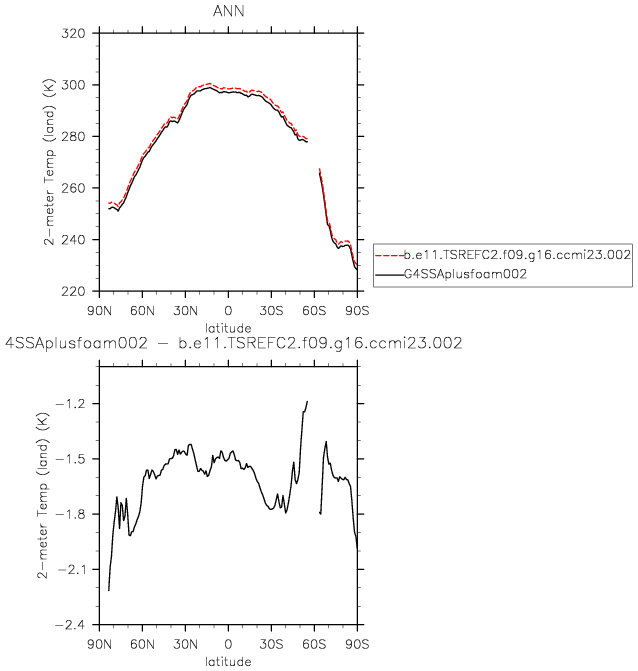 ANN
320
300
280
260
240
220
2-meter Temp (land) (K)
90N 60N 30N 0 30S 60S 90S
latitude
b.e11.TSREFC2.f09.g16.ccmi23.002
G4SSAplusfoam002
4SSAplusfoam002 - b.e11.TSREFC2.f09.g16.ccmi23.002
-1.2
-1.5
-1.8
-2.1
-2.4
2-meter Temp (land) (K)
90N 60N 30N 0 30S 60S 90S
latitude